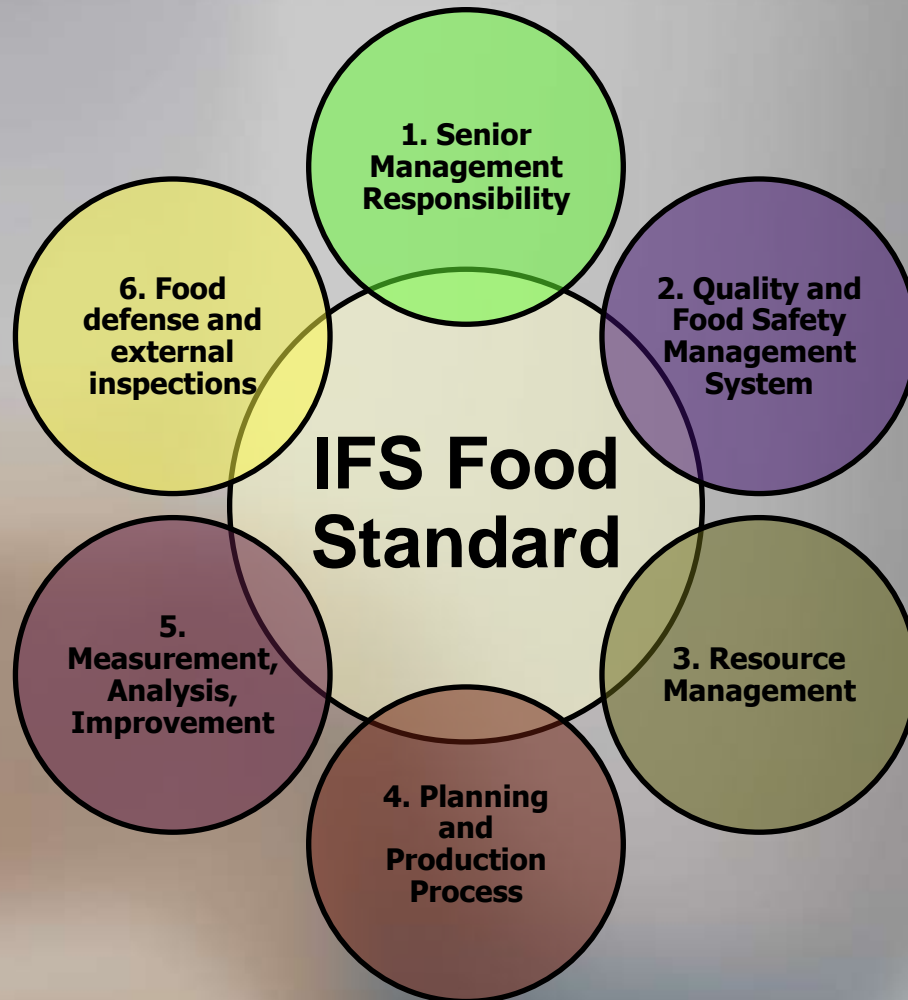 1. Senior
Management
Responsibility
2. Quality and
Food Safety
Management
System
3. Resource
Management
4. Planning
and
Production
Process
5.
Measurement,
Analysis,
Improvement
6. Food
defense and
external
inspections
IFS Food
Standard